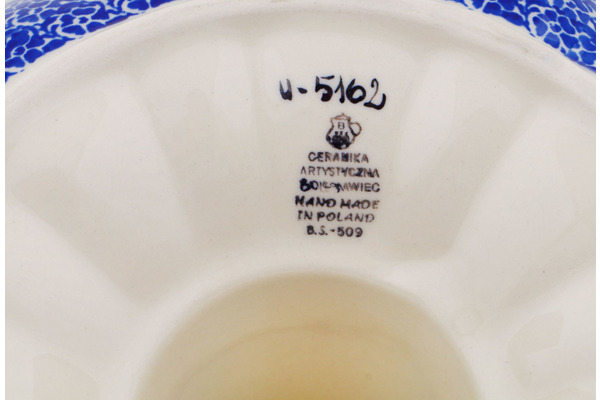 U-5162
B
CERAMIKA
ARTYSTYCZNA
HAND MADE
IN POLAND
B.S.-509